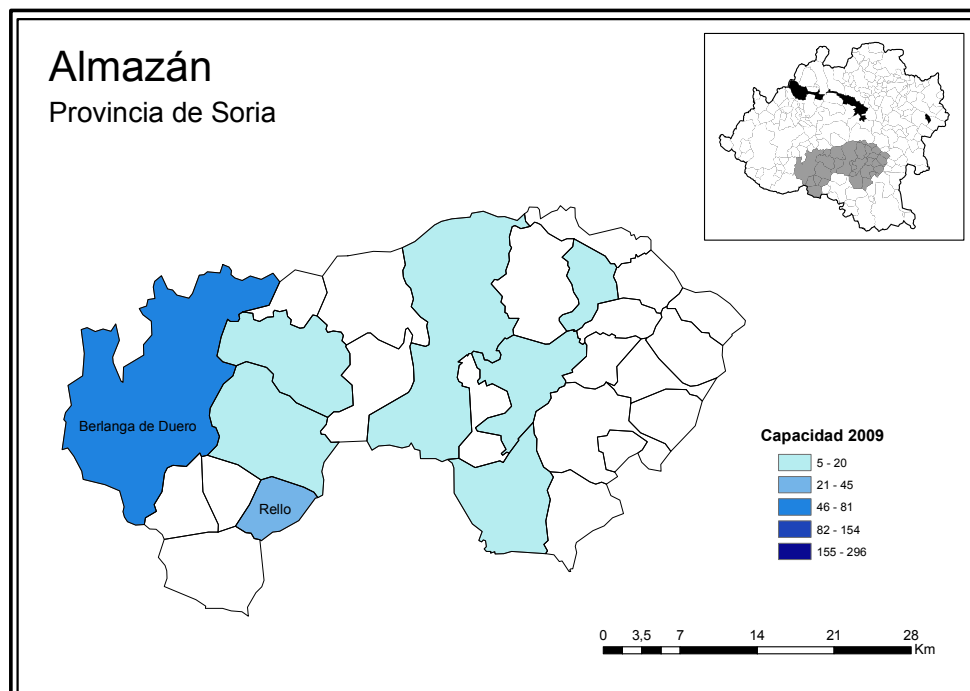 Almazán
Provincia de Soria
Berlanga de Duero
Rello
Capacidad 2009
5 - 20
21 - 45
46 - 81
82 - 154
155 - 296
0 3,5 7 14 21 28
Km